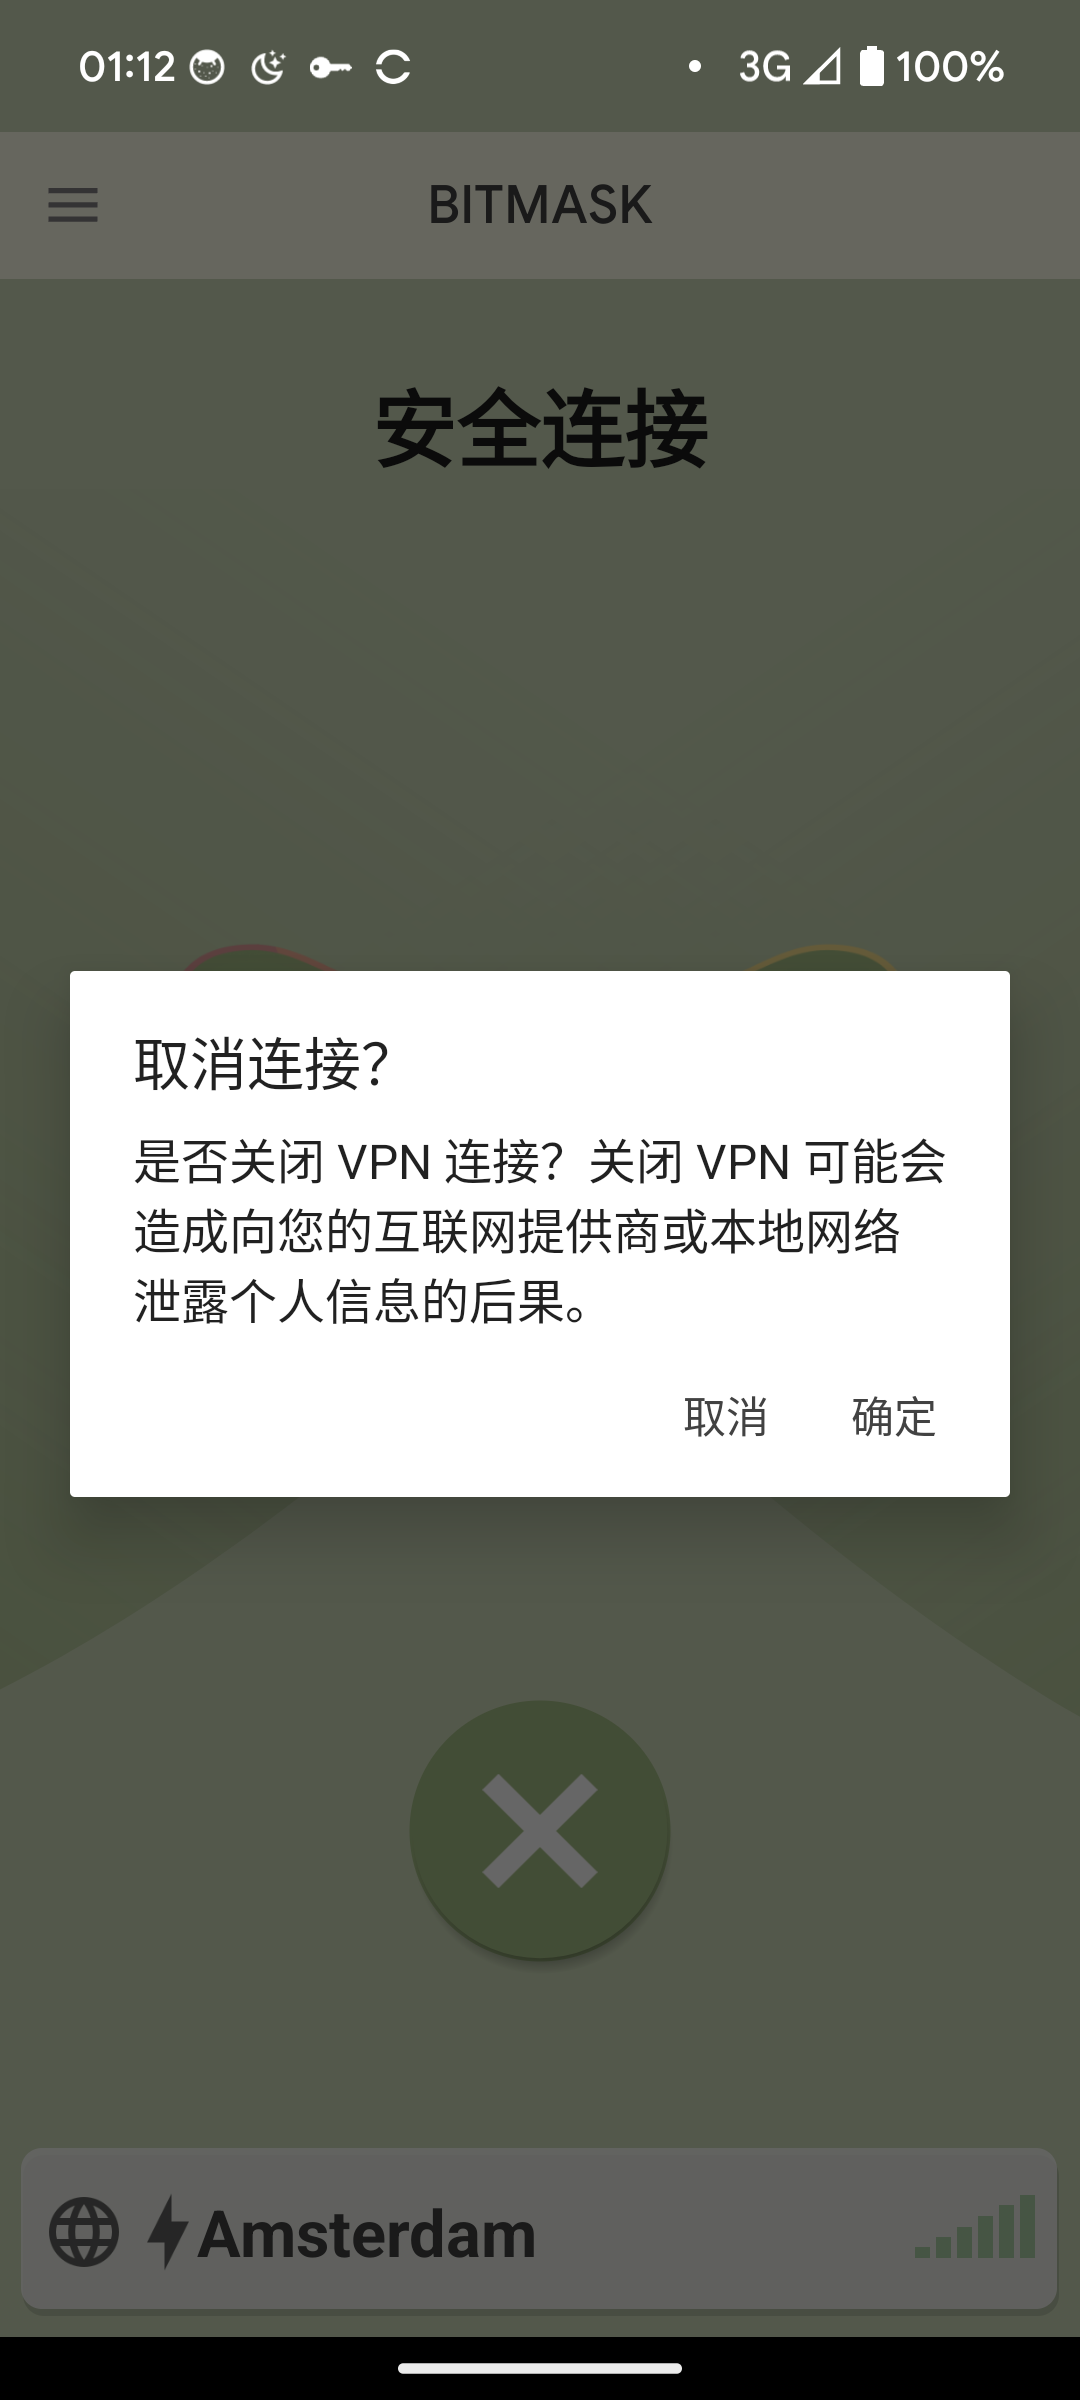 01:12
3G
100%
BITMASK
安全连接
取消连接？
是否关闭 VPN 连接？关闭 VPN 可能会
造成向您的互联网提供商或本地网络
泄露个人信息的后果。
取消
确定
Amsterdam